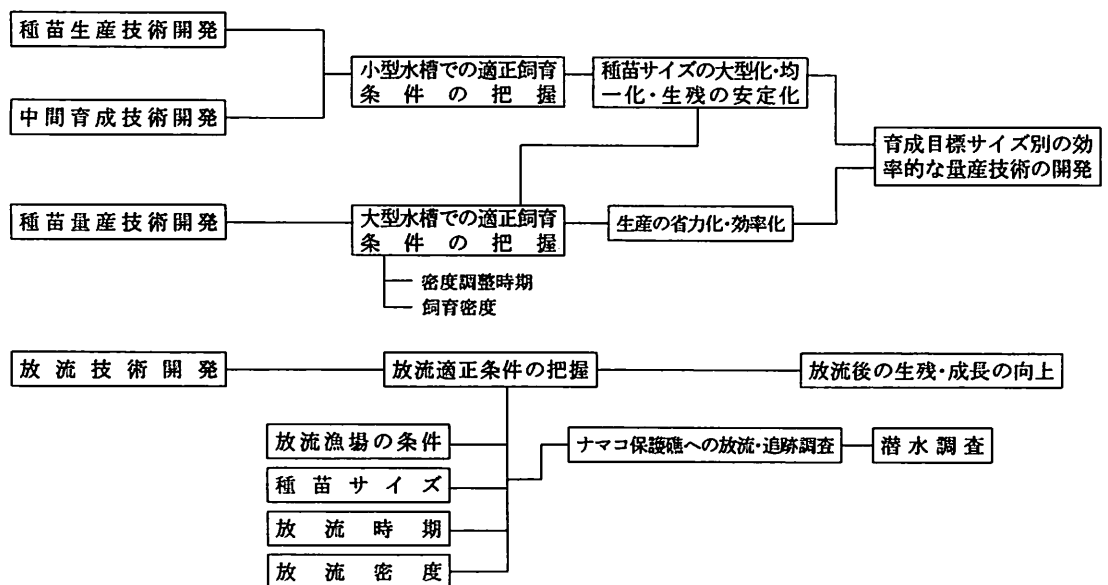 種苗生産技術開発
小型水槽での適正飼育
条件の把握
種苗サイズの大型化・均
一化・生残の安定化
中間育成技術開発
育成目標サイズ別の効
率的な量産技術の開発
種苗量産技術開発
大型水槽での適正飼育
条件の把握
生産の省力化・効率化
密度調整時期
飼育密度
放流技術開発
放流適正条件の把握
放流後の生残・成長の向上
放流漁場の条件
ナマコ保護礁への放流・追跡調査
潜水調査
種苗サイズ
放流時期
放流密度